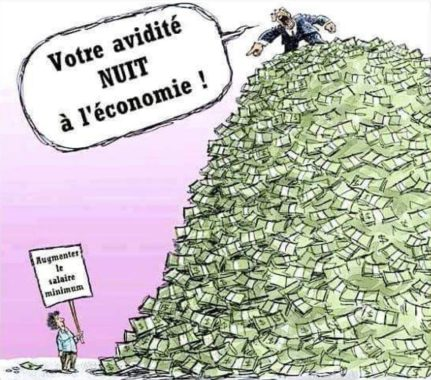 Votre avidité
NUIT
à l'économie !
Augmenter
le
salaire
minimum